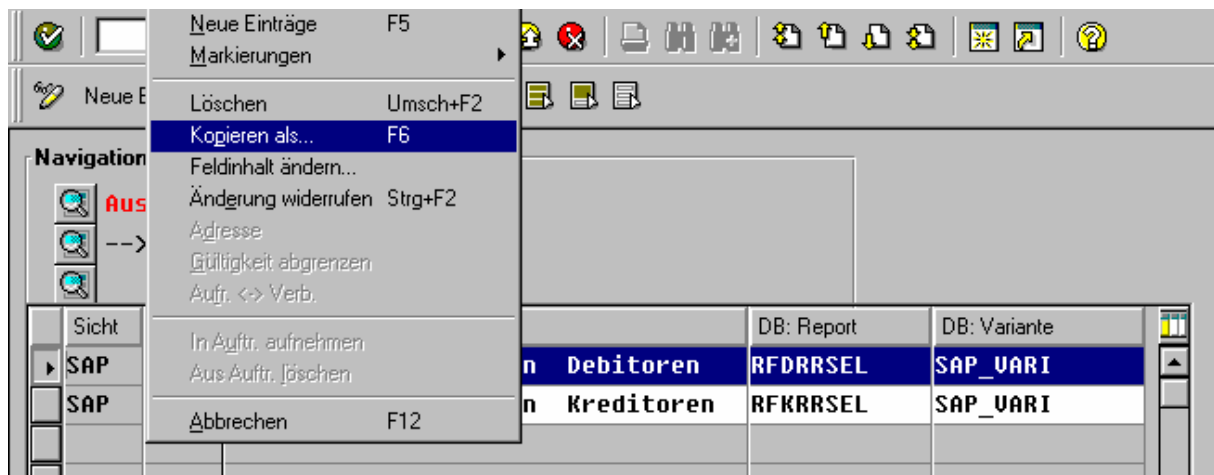 Neue Einträge F5
Markierungen
Neue E
Löschen Umsch+F2
Kopieren als... F6
Navigation
Feldinhalt ändern...
Aus
Änderung widerrufen Strg+F2
-->
Adresse
Gültigkeit abgrenzen
Aufr. <-> Verb.
Sicht DB: Report DB: Variante
In Auftr. aufnehmen
SAP n Debitoren RFDRRSEL SAP_VARI
Aus Auftr. löschen
SAP n Kreditoren RFKRRSEL SAP_VARI
Abbrechen F12